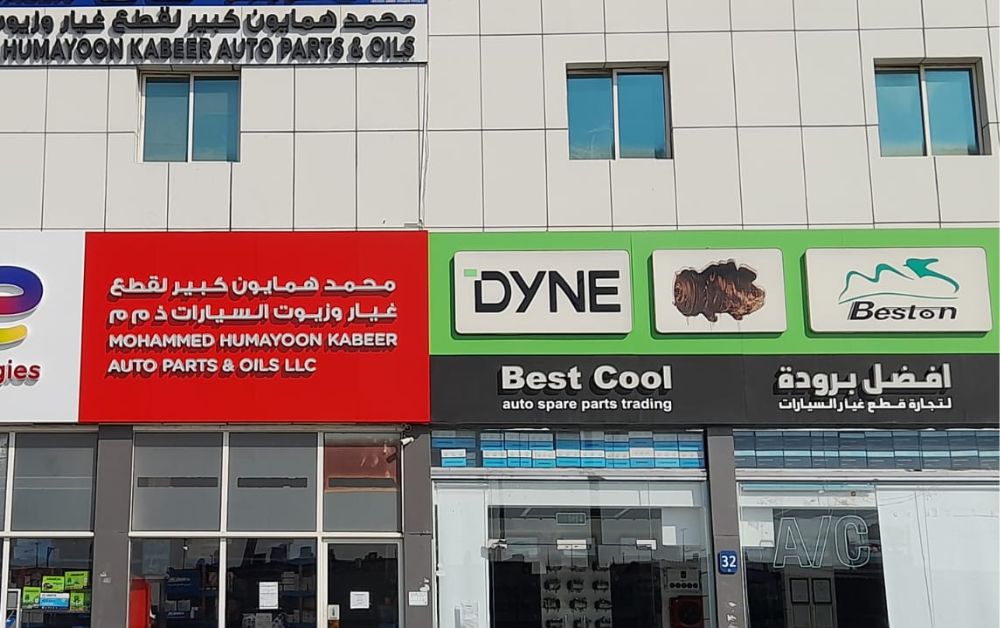 محمد همايون كبير لقطع غيار وزيوت
HUMAYOON KABEER AUTO PARTS & OILS
gies
محمد همايون كبير لقطع
غيار وزيوت السيارات ذ م م
MOHAMMED HUMAYOON KABEER
AUTO PARTS & OILS LLC
DYNE
Beston
Best Cool
auto spare parts trading
افضل برودة
لتجارة قطع غيار السيارات
A/C
32